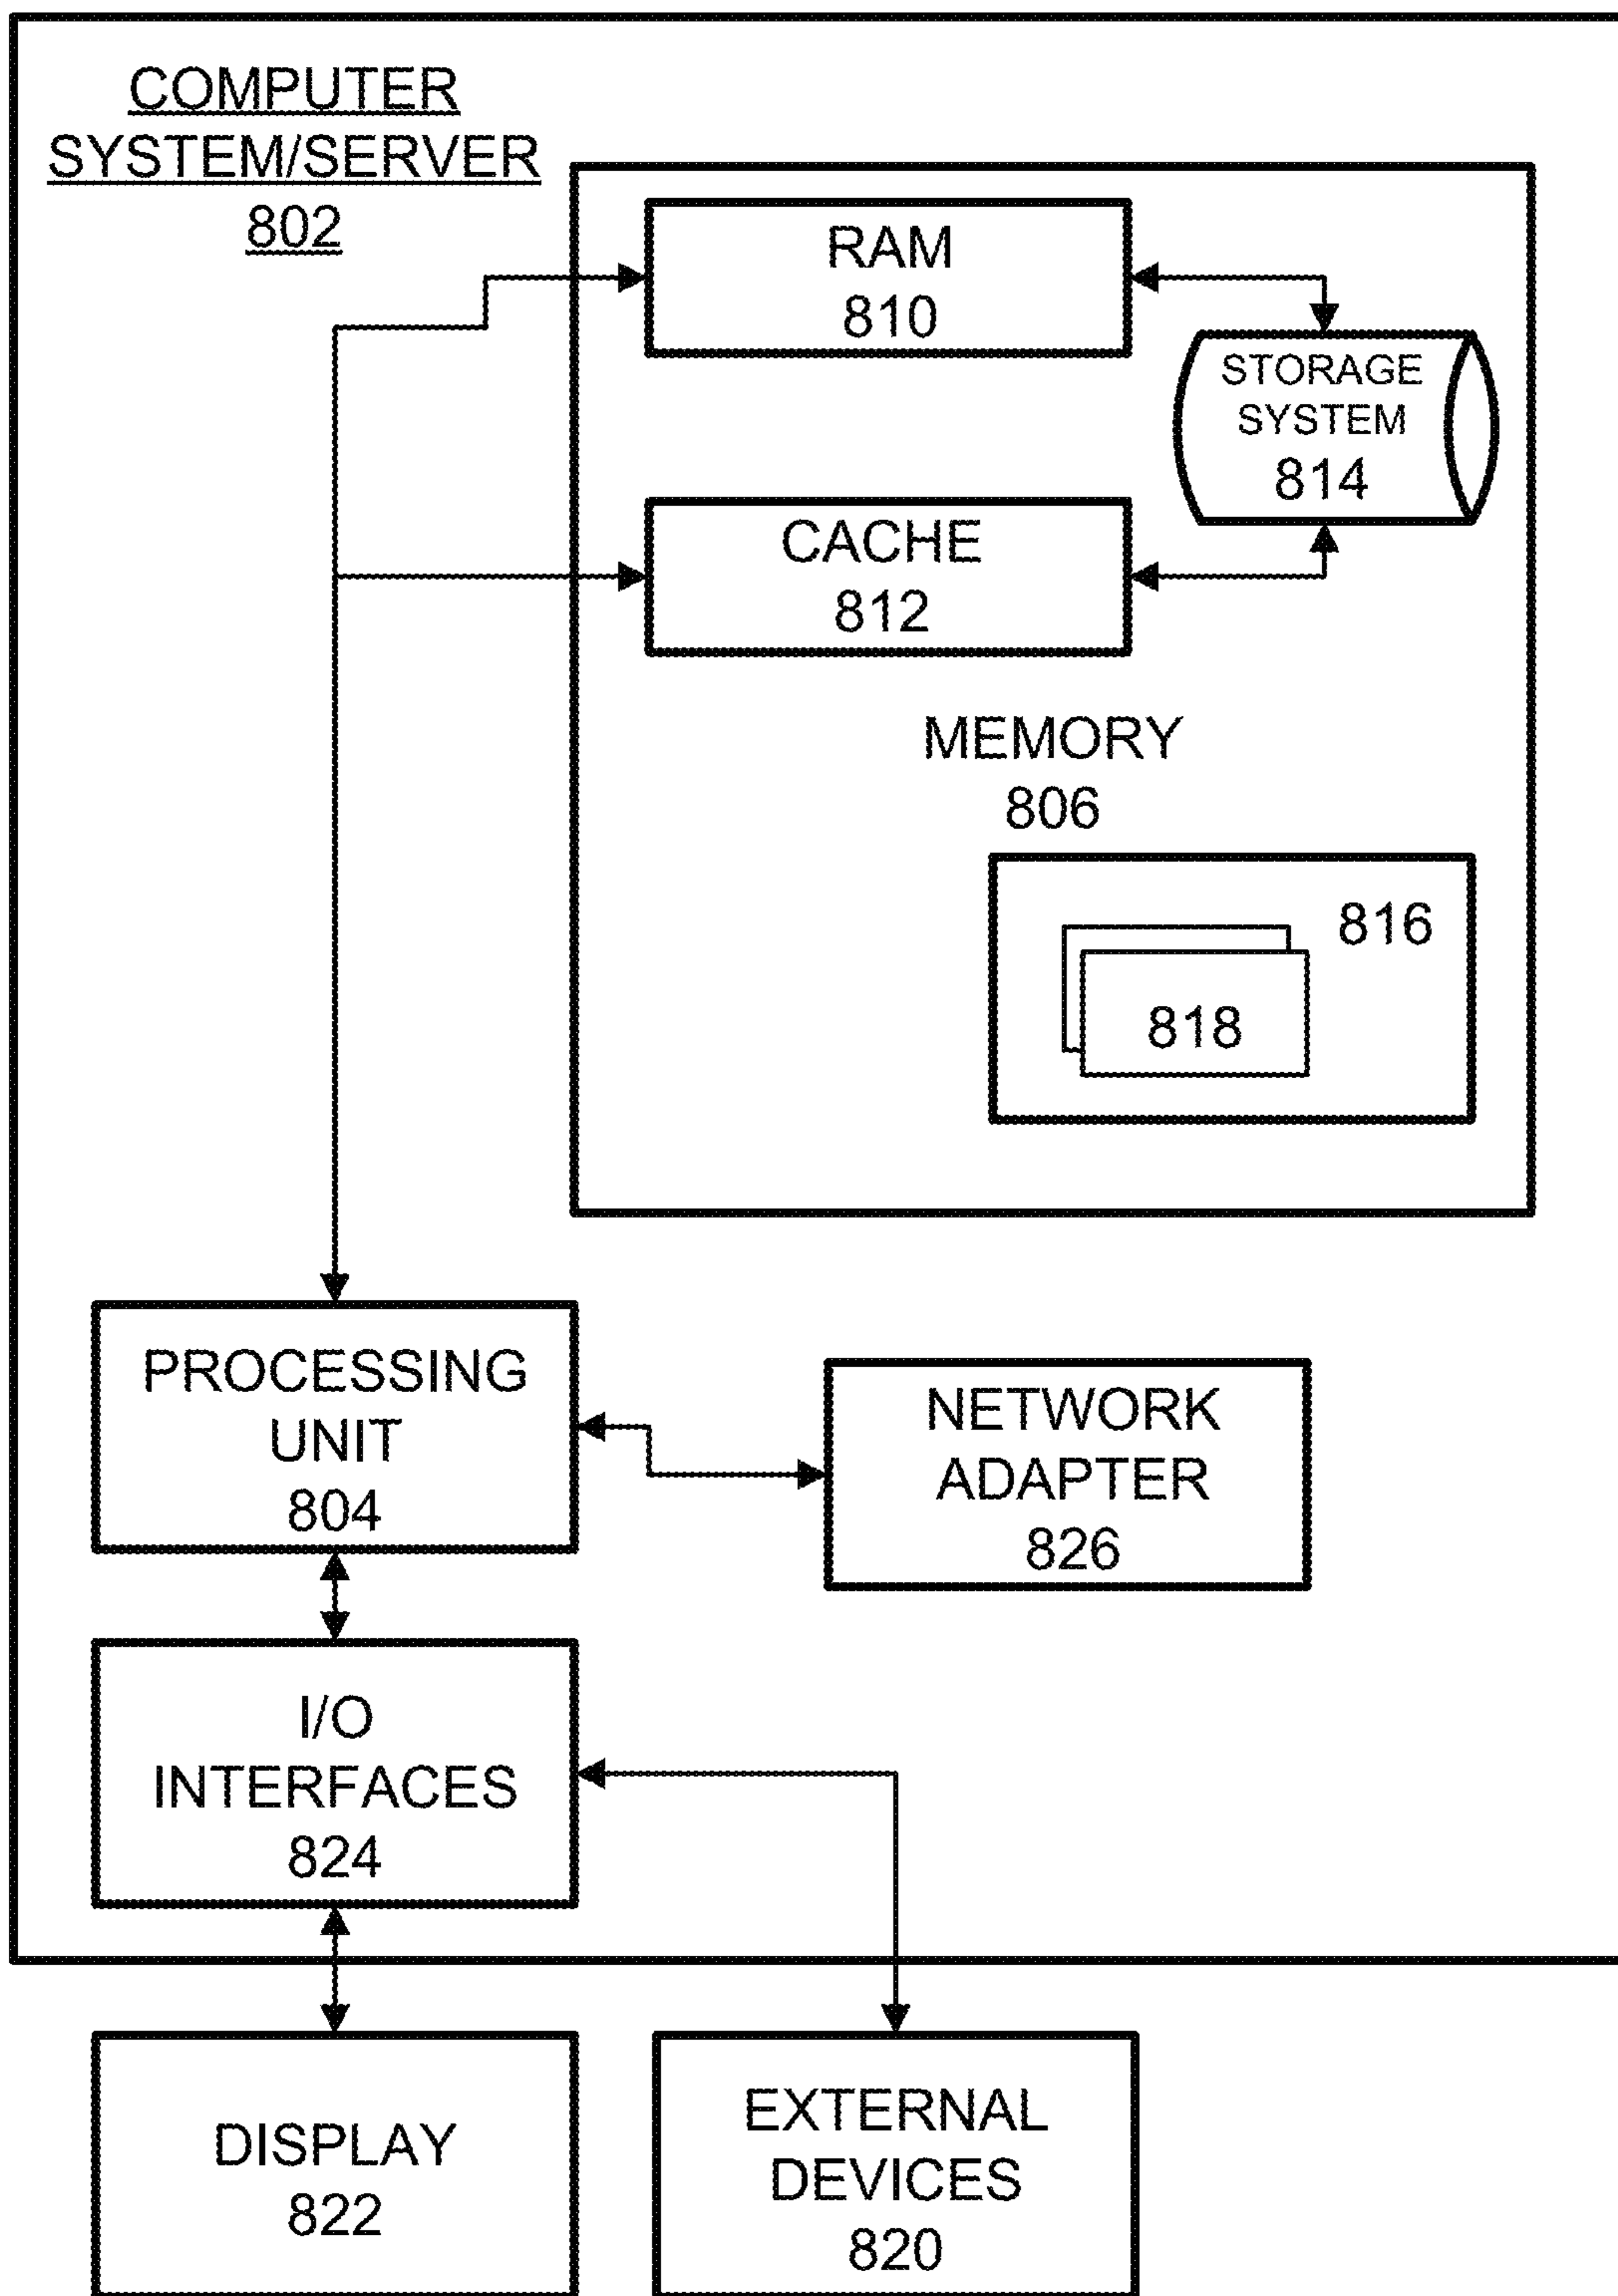 COMPUTER
SYSTEM/SERVER
802
RAM
810
STORAGE
SYSTEM
814
CACHE
812
MEMORY
806
816
818
PROCESSING
UNIT
804
NETWORK
ADAPTER
826
I/O
INTERFACES
824
DISPLAY
822
EXTERNAL
DEVICES
820